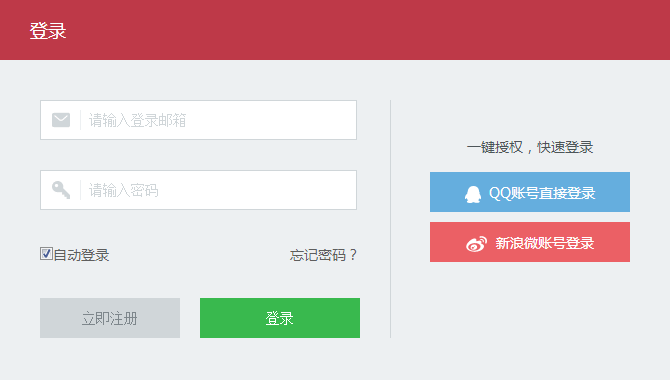 登录
请输入登录邮箱
请输入密码
自动登录
忘记密码？
立即注册
登录
一键授权，快速登录
QQ账号直接登录
新浪微账号登录